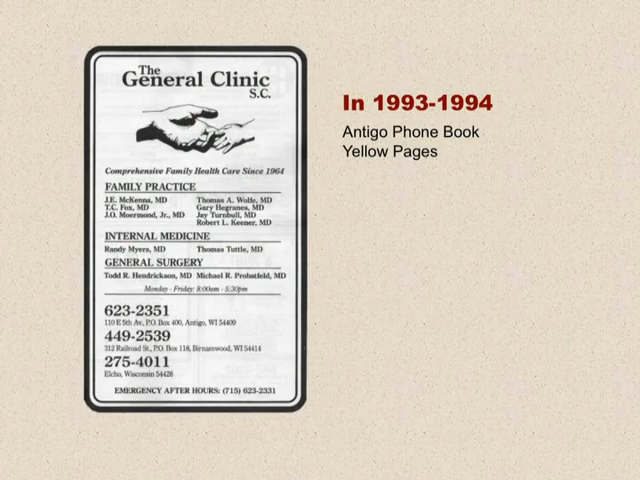 The
General Clinic
S.C.
Comprehensive Family Health Care Since 1964
FAMILY PRACTICE
J.E. McKenna, MD Thomas A. Wolfe, MD
T.C. Fox, MD Gary Hegranes, MD
J.O. Moermond, Jr., MD Jay Turnbull, MD
Robert L. Keener, MD
INTERNAL MEDICINE
Randy Myers, MD Thomas Tuttle, MD
GENERAL SURGERY
Todd R. Hendrickson, MD Michael R. Probstfeld, MD
Monday - Friday: 8:00am - 5:30pm
623-2351
110 E 5th Av., P.O. Box 400, Antigo, WI 54409
449-2539
312 Railroad St., P.O. Box 118, Birnamwood, WI 54414
275-4011
Elcho, Wisconsin 54428
EMERGENCY AFTER HOURS: (715) 623-2331
In 1993-1994
Antigo Phone Book
Yellow Pages